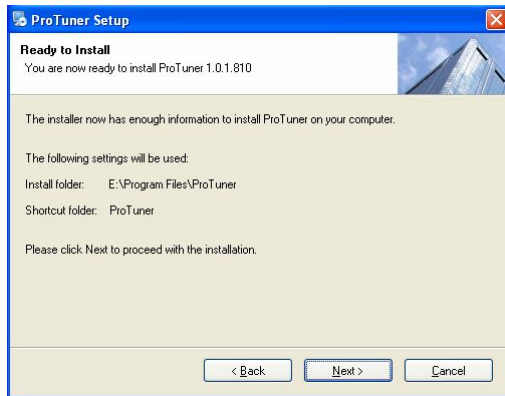 ProTuner Setup
Ready to Install
You are now ready to install ProTuner 1.0.1.810
The installer now has enough information to install ProTuner on your computer.
The following settings will be used:
Install folder: E:\Program Files\ProTuner
Shortcut folder: ProTuner
Please click Next to proceed with the installation.
< Back Next > Cancel